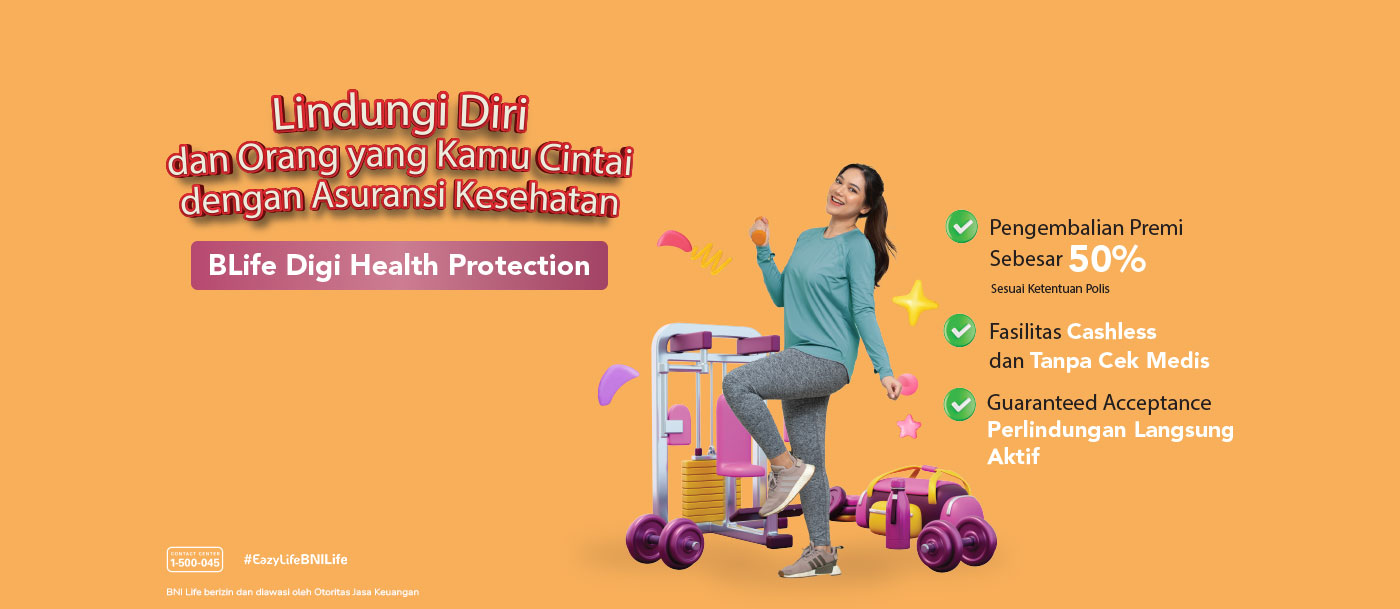 Lindungi Diri
dan Orang yang Kamu Cintai
dengan Asuransi Kesehatan
BLife Digi Health Protection
Pengembalian Premi
Sebesar 50%
Sesuai Ketentuan Polis
Fasilitas Cashless
dan Tanpa Cek Medis
Guaranteed Acceptance
Perlindungan Langsung
Aktif
CONTACT CENTER
1-500-045
#EazyLifeBNILife
BNI Life berizin dan diawasi oleh Otoritas Jasa Keuangan